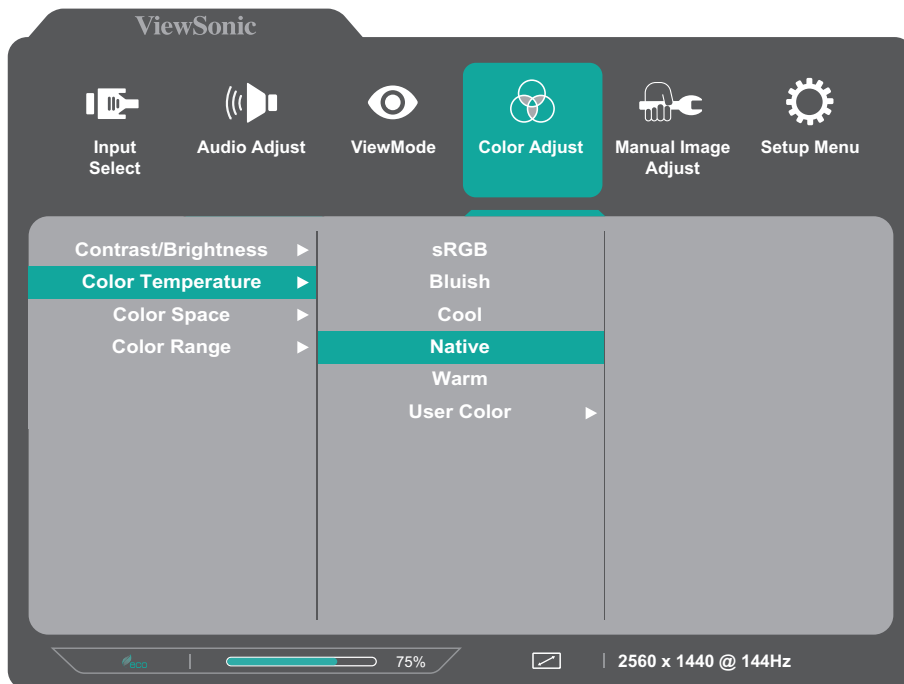 ViewSonic
Input
Select
Audio Adjust
ViewMode
Color Adjust
Manual Image
Adjust
Setup Menu
Contrast/Brightness ▶
Color Temperature ▶
Color Space ▶
Color Range ▶
sRGB
Bluish
Cool
Native
Warm
User Color ▶
eco
75%
2560 x 1440 @ 144Hz